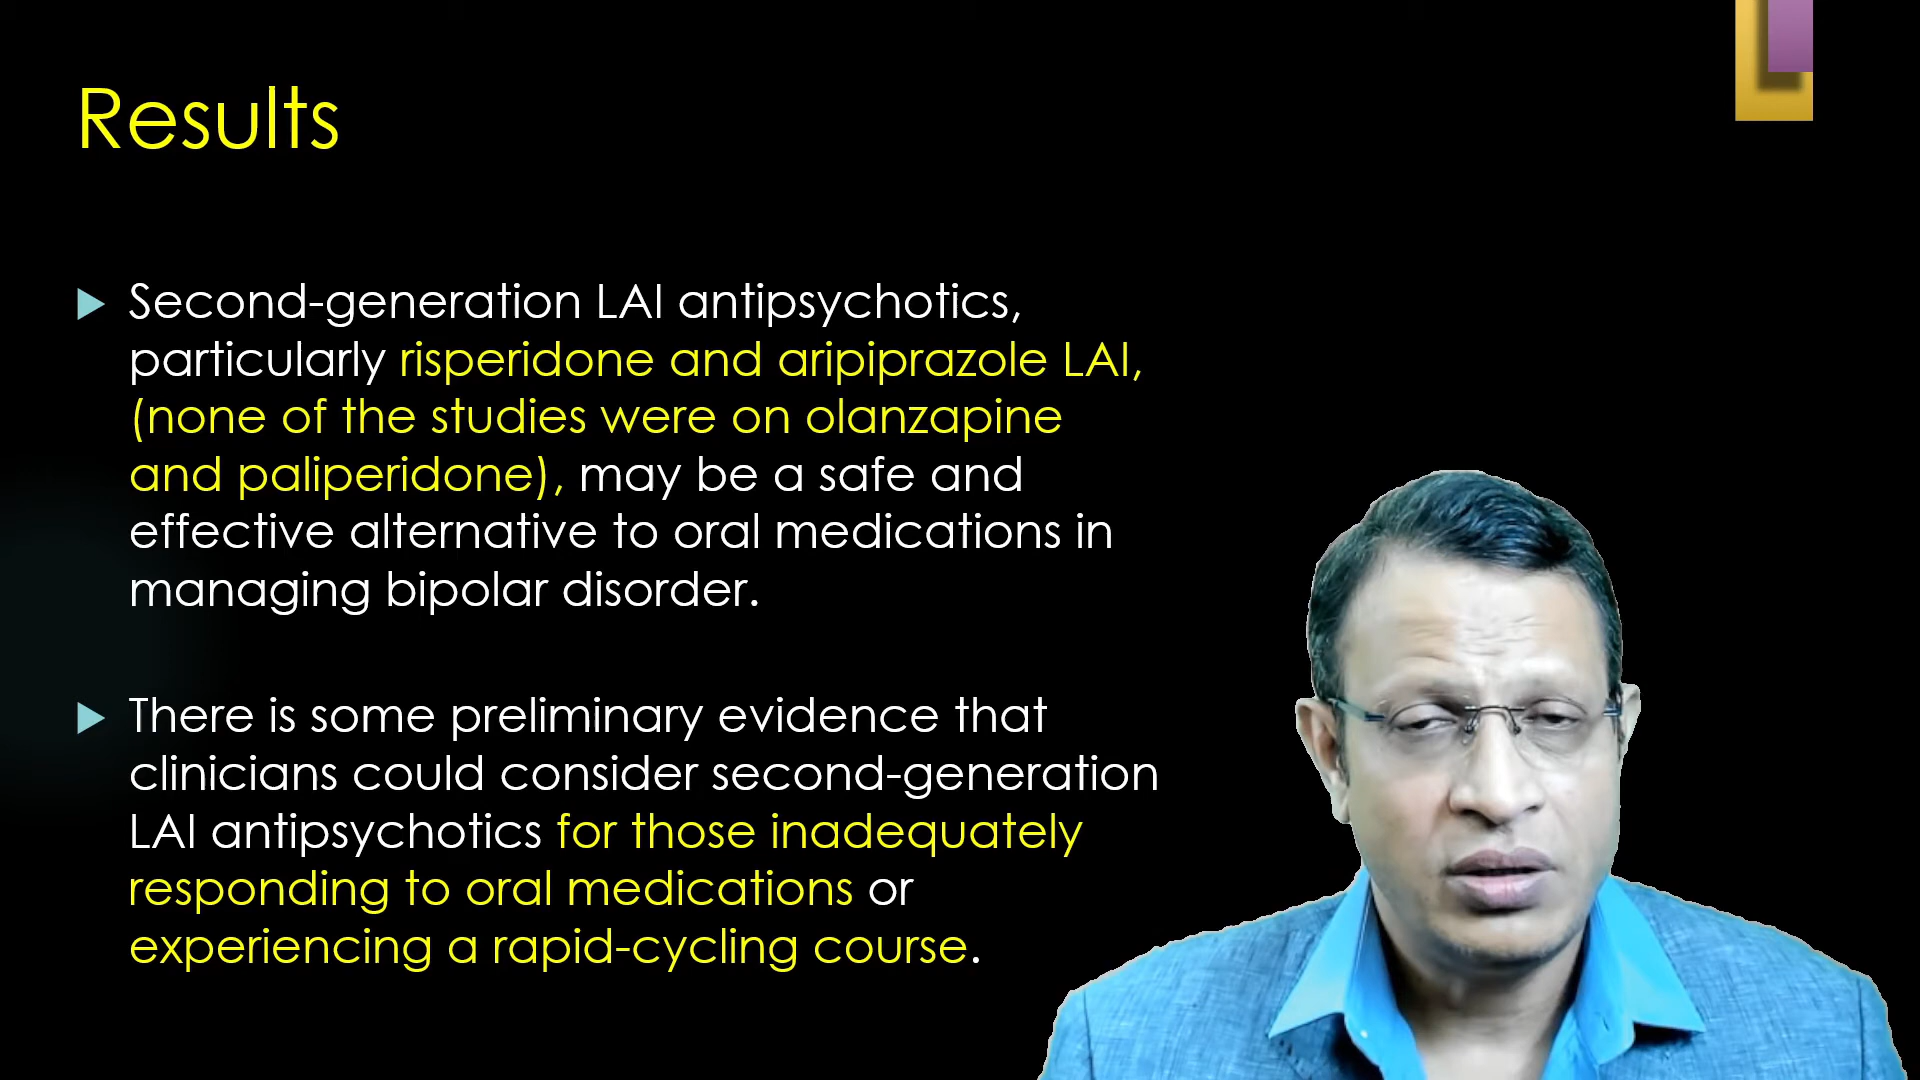 Results
Second-generation LAI antipsychotics,
particularly risperidone and aripiprazole LAI,
(none of the studies were on olanzapine
and paliperidone), may be a safe and
effective alternative to oral medications in
managing bipolar disorder.
There is some preliminary evidence that
clinicians could consider second-generation
LAI antipsychotics for those inadequately
responding to oral medications or
experiencing a rapid-cycling course.